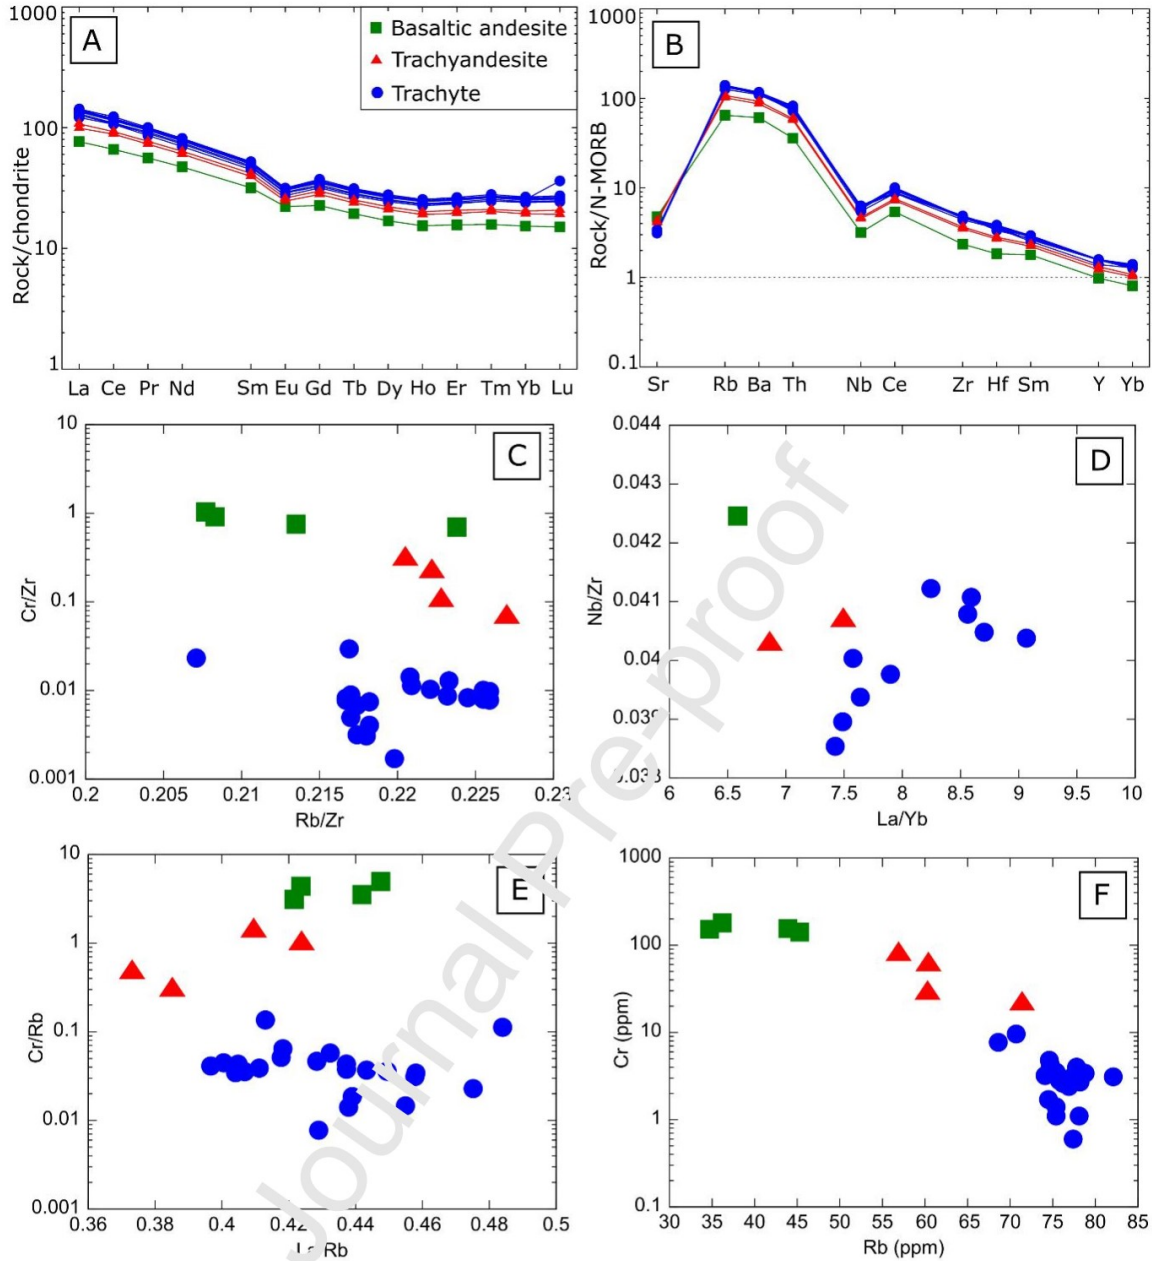 A
Basaltic andesite
Trachyandesite
Trachyte
Rock/chondrite
1000
100
10
1
La Ce Pr Nd Sm Eu Gd Tb Dy Ho Er Tm Yb Lu
B
Rock/N-MORB
1000
100
10
1
0.1
Sr Rb Ba Th Nb Ce Zr Hf Sm Y Yb
C
Cr/Zr
10
1
0.1
0.01
0.001
0.2 0.205 0.21 0.215 0.22 0.225
Rb/Zr
D
Nb/Zr
0.044
0.043
0.042
0.041
0.04
6 6.5 7 7.5 8 8.5 9 9.5 10
La/Yb
E
Cr/Rb
10
1
0.1
0.01
0.001
0.36 0.38 0.4 0.42 0.44 0.46 0.48 0.5
F
Cr (ppm)
1000
100
10
1
0.1
30 35 40 45 50 55 60 65 70 75 80 85
Rb (ppm)
Journal Pre-proof